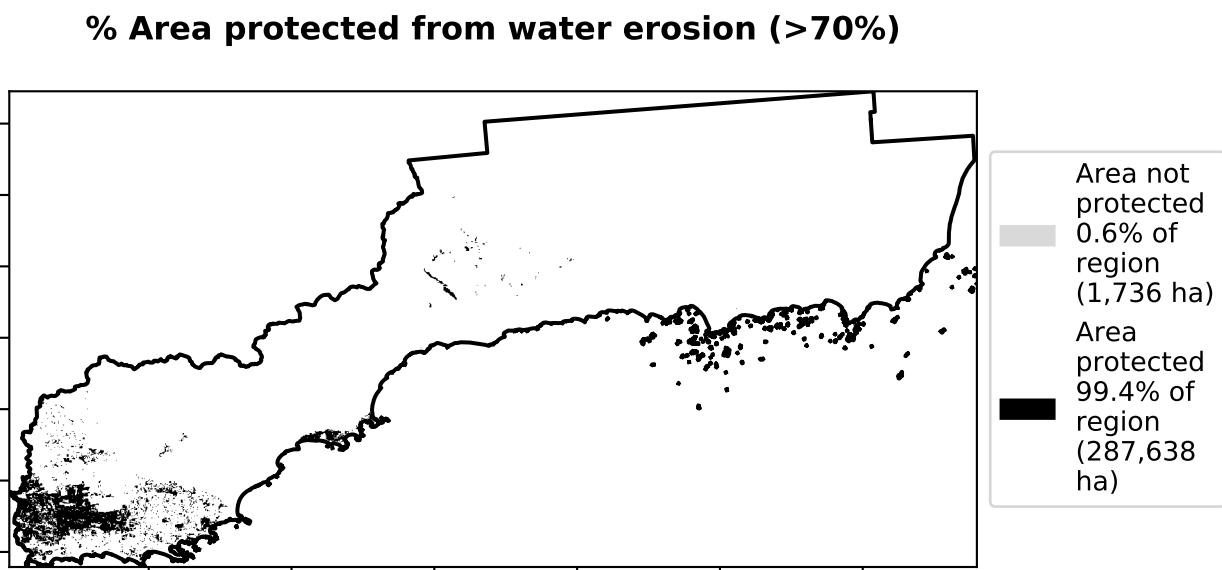 % Area protected from water erosion (>70%)
Area not
protected
0.6% of
region
(1,736 ha)
Area
protected
99.4% of
region
(287,638
ha)